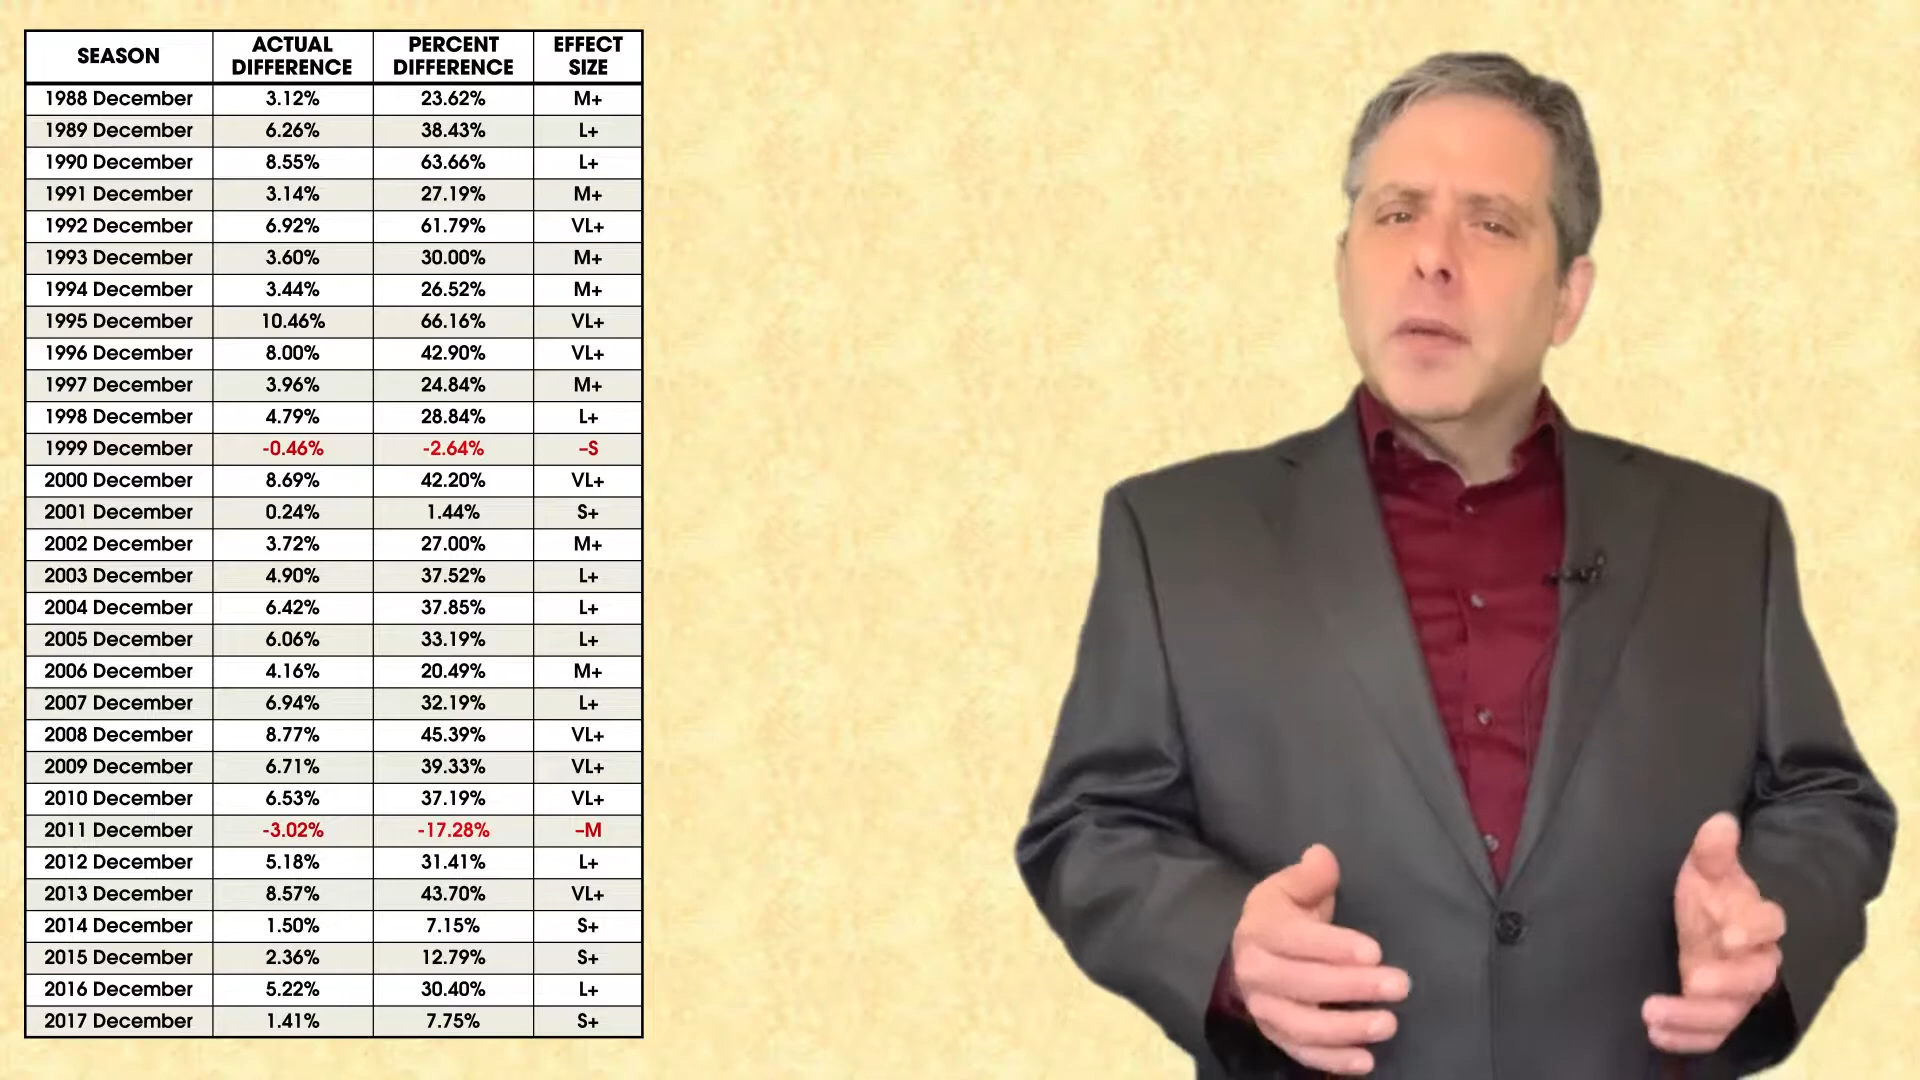 SEASON ACTUAL DIFFERENCE PERCENT DIFFERENCE EFFECT SIZE
1988 December 3.12% 23.62% M+
1989 December 6.26% 38.43% L+
1990 December 8.55% 63.66% L+
1991 December 3.14% 27.19% M+
1992 December 6.92% 61.79% VL+
1993 December 3.60% 30.00% M+
1994 December 3.44% 26.52% M+
1995 December 10.46% 66.16% VL+
1996 December 8.00% 42.90% VL+
1997 December 3.96% 24.84% M+
1998 December 4.79% 28.84% L+
1999 December -0.46% -2.64% –S
2000 December 8.69% 42.20% VL+
2001 December 0.24% 1.44% S+
2002 December 3.72% 27.00% M+
2003 December 4.90% 37.52% L+
2004 December 6.42% 37.85% L+
2005 December 6.06% 33.19% L+
2006 December 4.16% 20.49% M+
2007 December 6.94% 32.19% L+
2008 December 8.77% 45.39% VL+
2009 December 6.71% 39.33% VL+
2010 December 6.53% 37.19% VL+
2011 December -3.02% -17.28% –M
2012 December 5.18% 31.41% L+
2013 December 8.57% 43.70% VL+
2014 December 1.50% 7.15% S+
2015 December 2.36% 12.79% S+
2016 December 5.22% 30.40% L+
2017 December 1.41% 7.75% S+